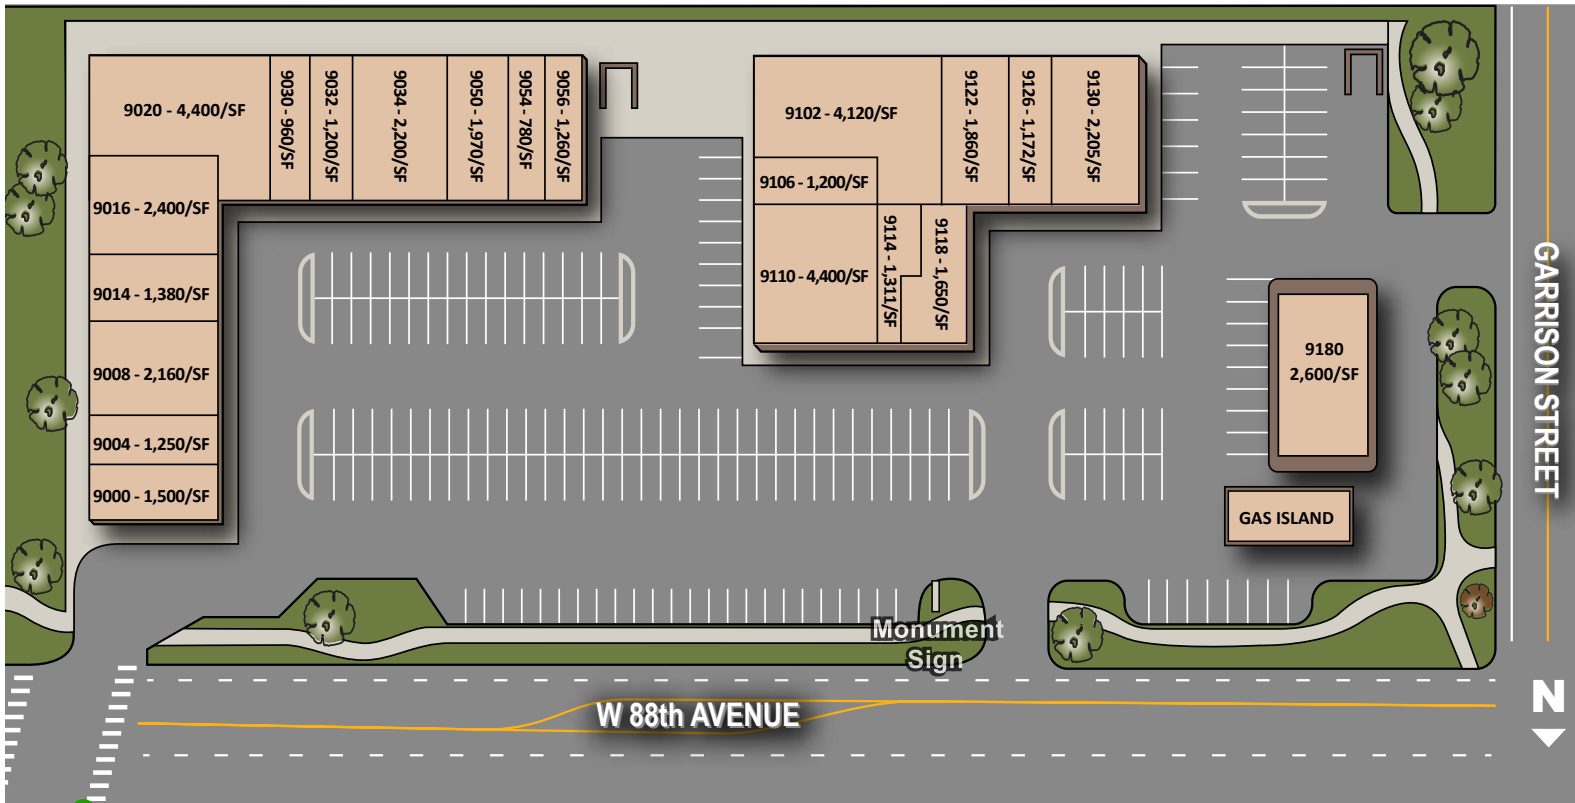 9020 - 4,400/SF
9030 - 960/SF
9032 - 1,200/SF
9034 - 2,200/SF
9050 - 1,970/SF
9054 - 780/SF
9056 - 1,260/SF
9016 - 2,400/SF
9014 - 1,380/SF
9008 - 2,160/SF
9004 - 1,250/SF
9000 - 1,500/SF
9102 - 4,120/SF
9122 - 1,860/SF
9126 - 1,172/SF
9130 - 2,205/SF
9106 - 1,200/SF
9110 - 4,400/SF
9114 - 1,311/SF
9118 - 1,650/SF
9180
2,600/SF
GAS ISLAND
GARRISON STREET
Monument
Sign
W 88th AVENUE
N